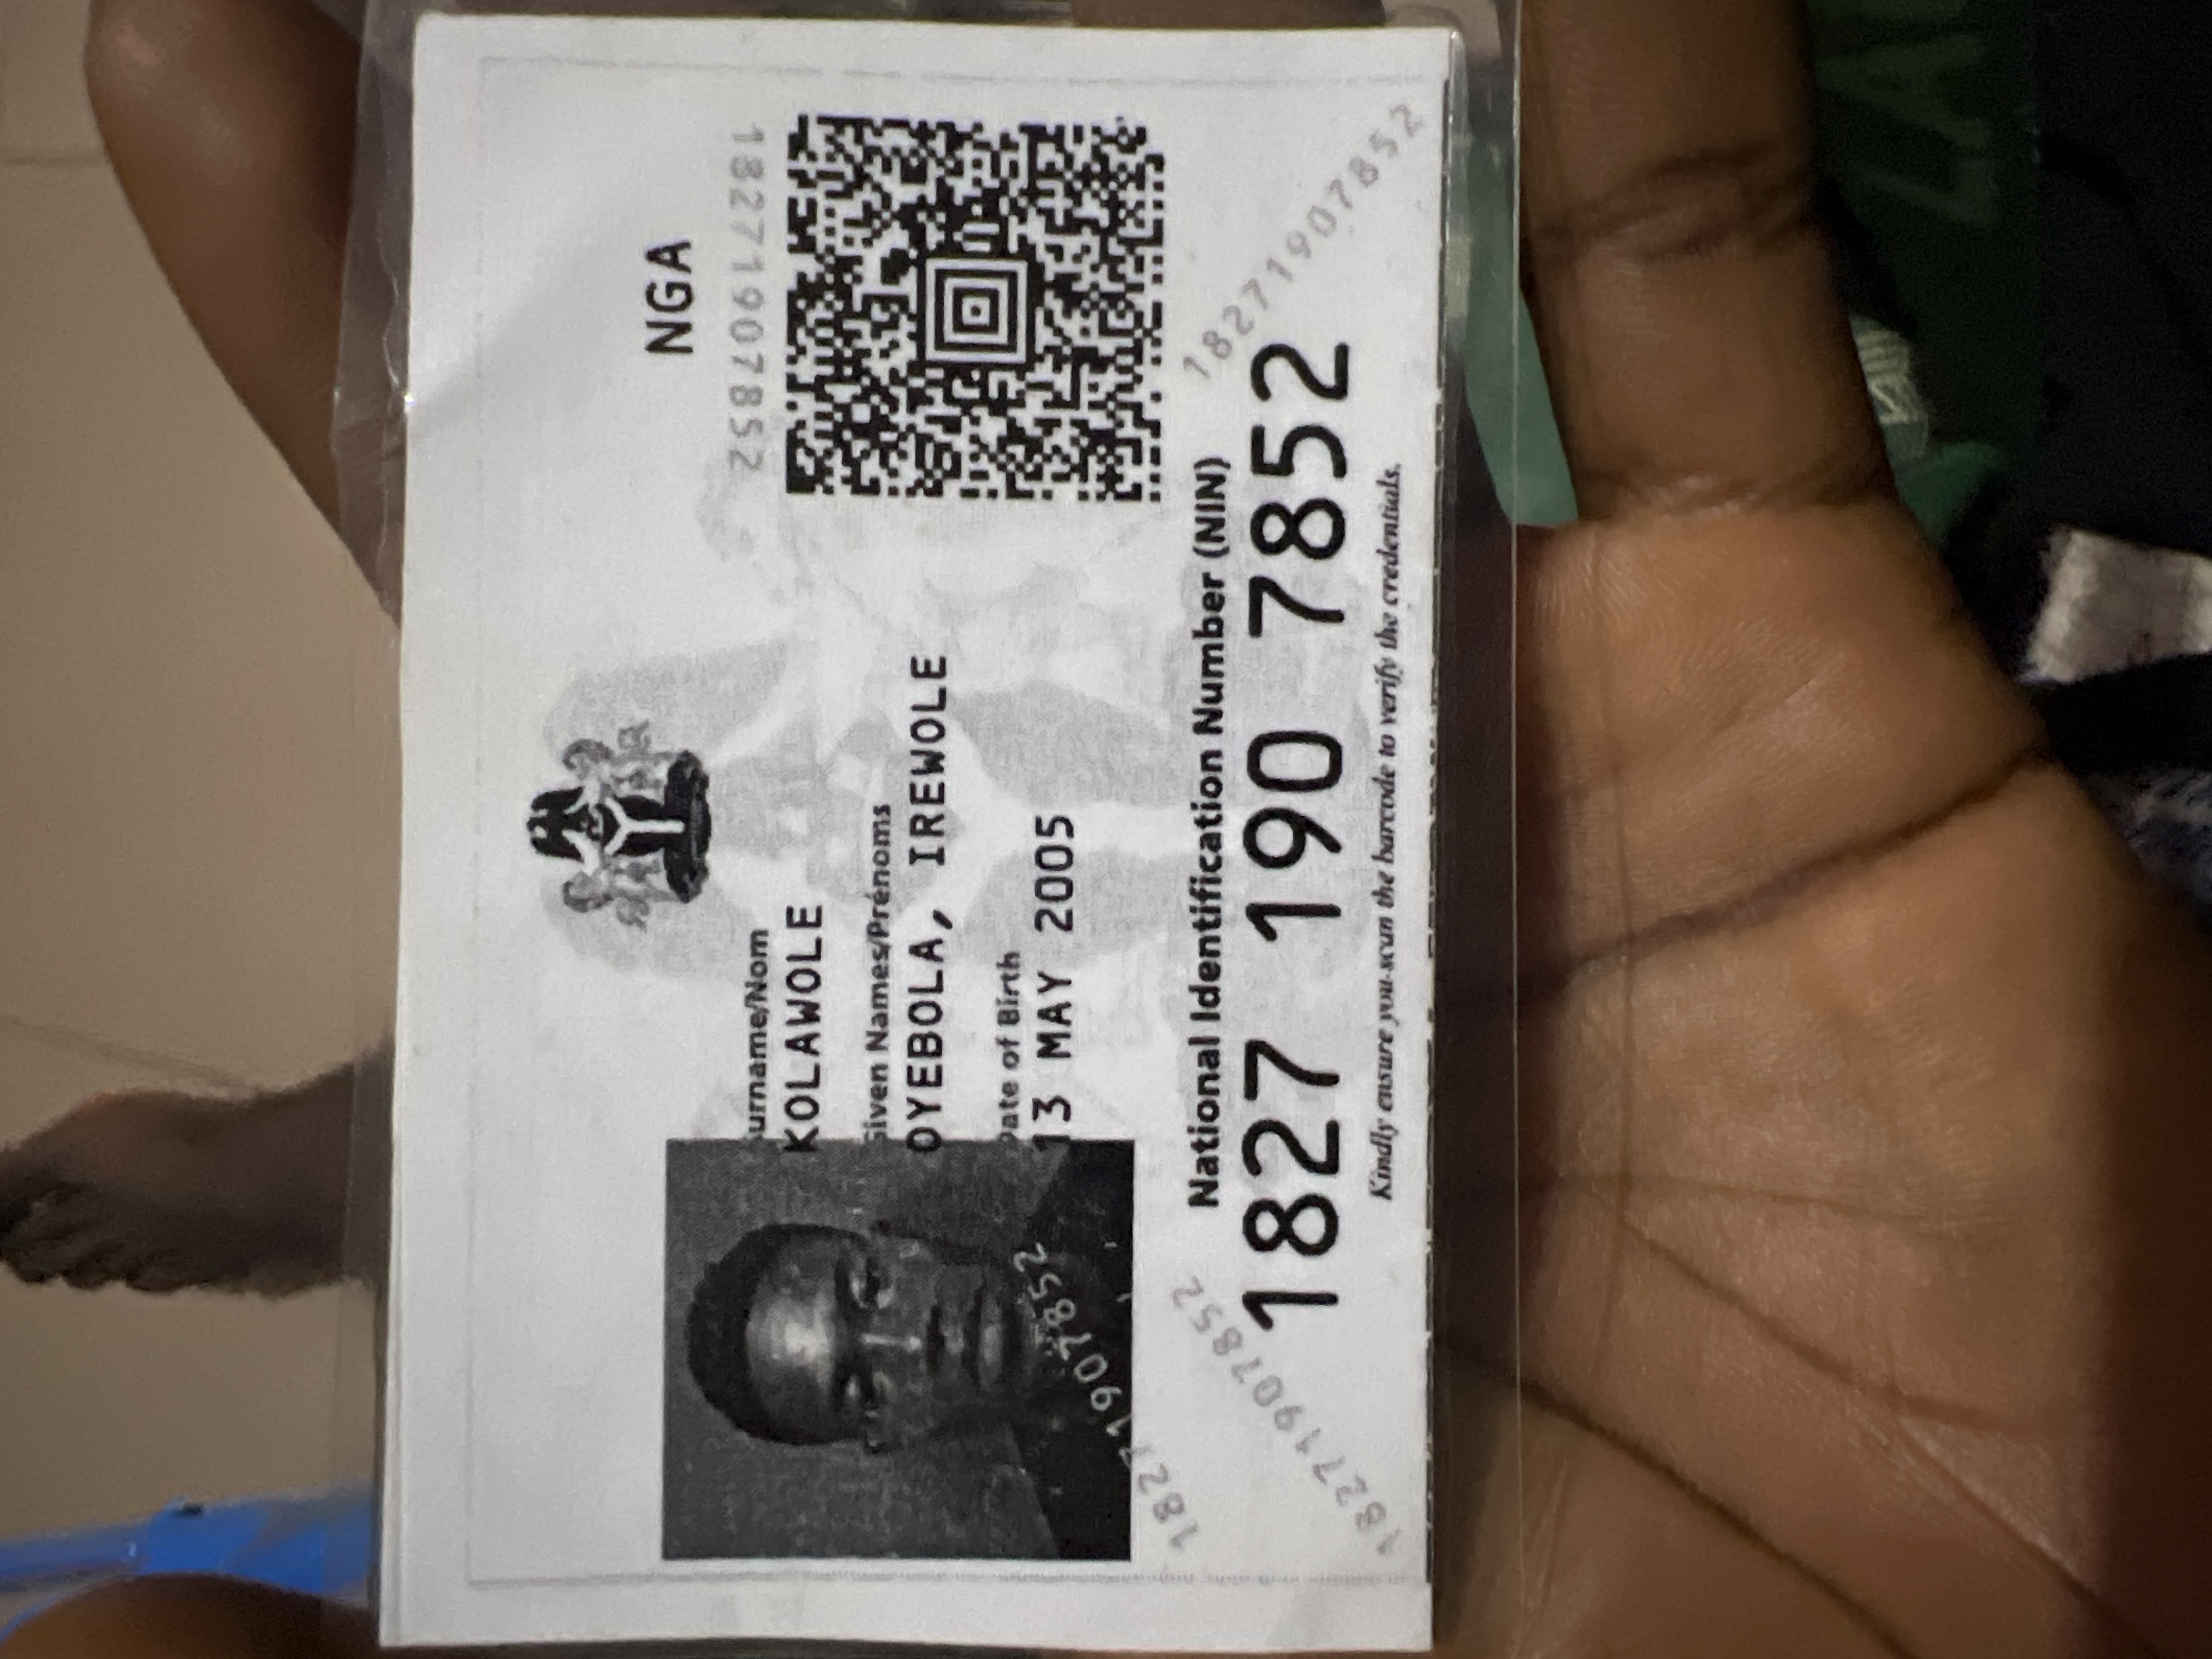 NGA
18271907852
Surname/Nom
KOLAWOLE
Given Names/Prénoms
OYEBOLA, IREWOLE
Date of Birth
13 MAY 2005
18271907852
18271907852
18271907852
National Identification Number (NIN)
1827 190 7852
Kindly ensure you scan the barcode to verify the credentials.